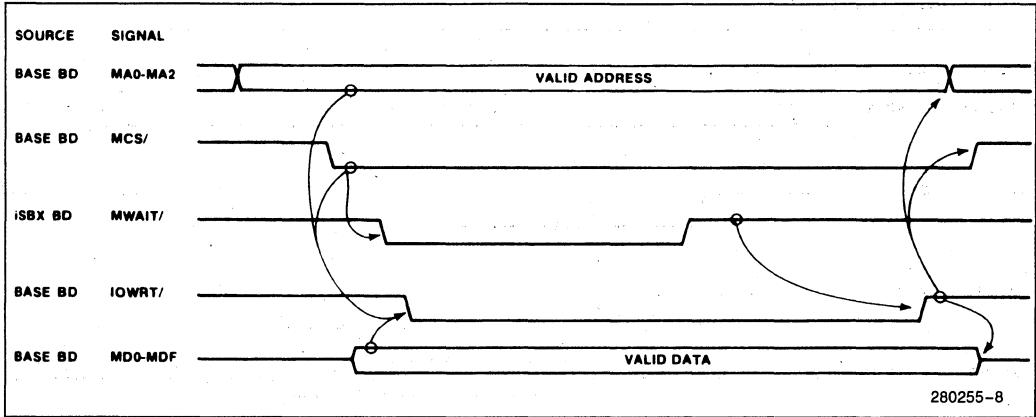 SOURCE SIGNAL
BASE BD MA0-MA2 VALID ADDRESS
BASE BD MCS/
iSBX BD MWAIT/
BASE BD IOWRT/
BASE BD MD0-MDF VALID DATA
280255-8